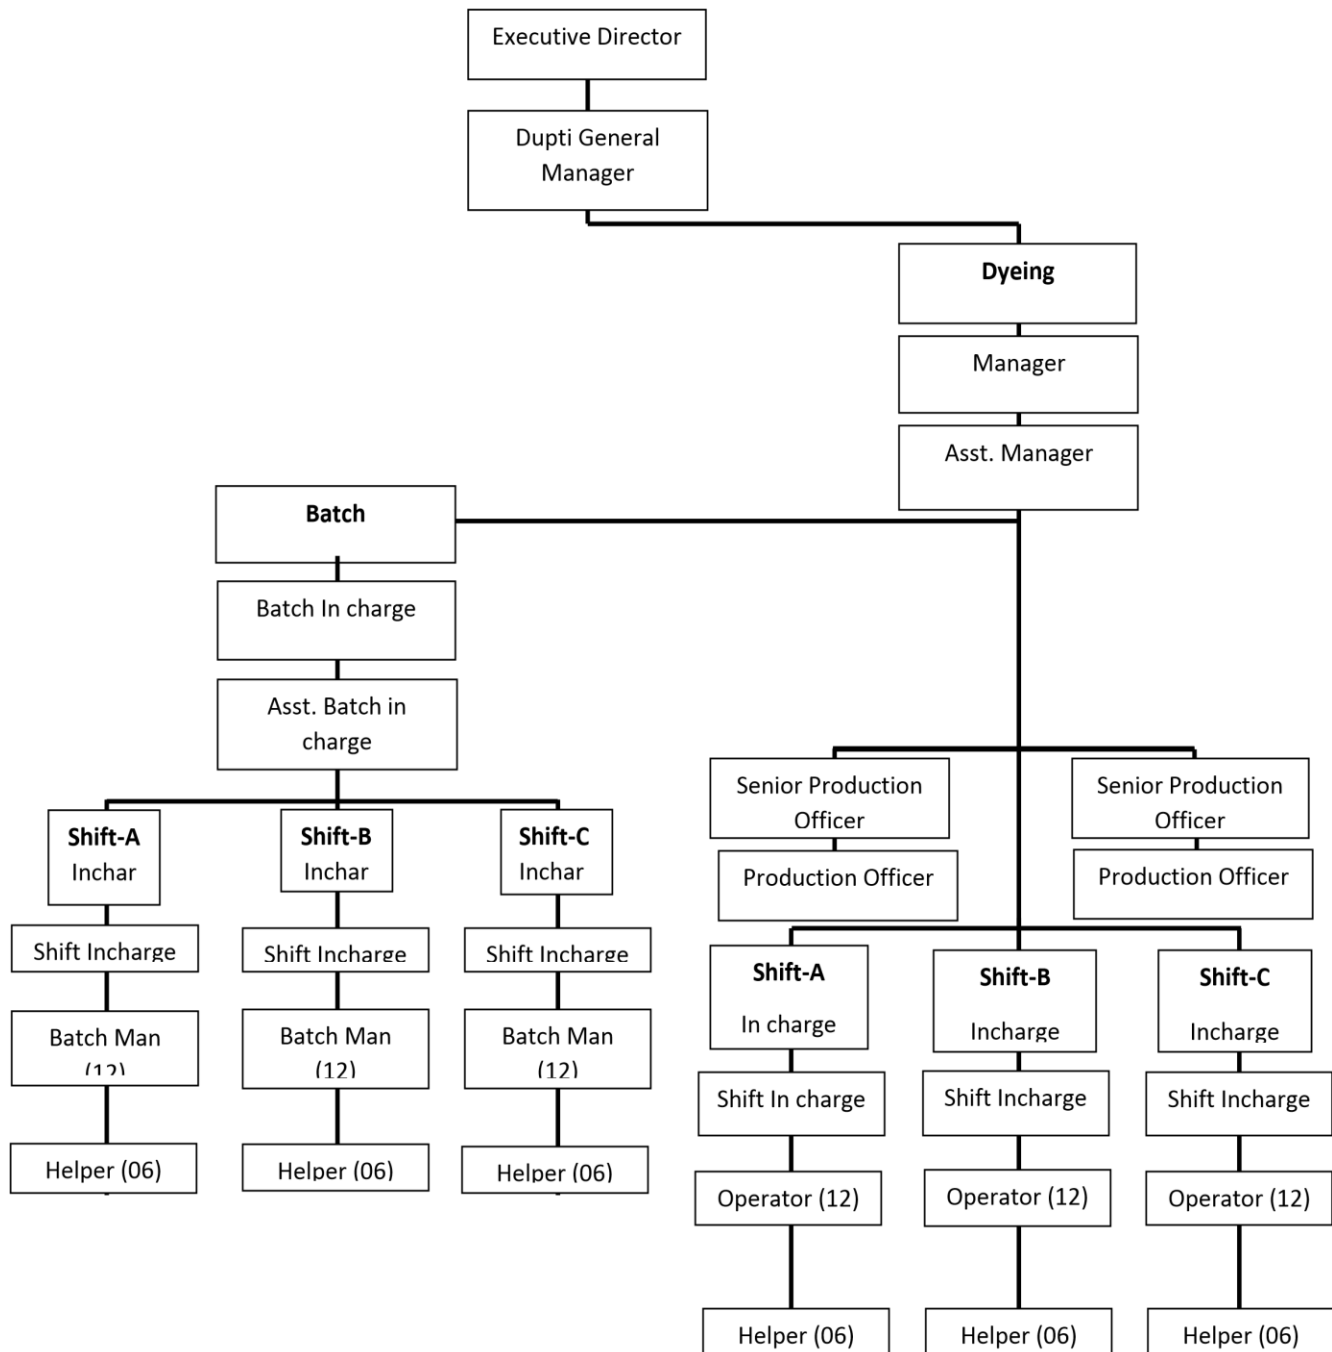 Executive Director
Dupti General
Manager
Dyeing
Manager
Asst. Manager
Batch
Batch In charge
Asst. Batch in
charge
Senior Production
Officer
Senior Production
Officer
Production Officer
Production Officer
Shift-A
Inchar
Shift-B
Inchar
Shift-C
Inchar
Shift Incharge
Shift Incharge
Shift Incharge
Batch Man
(12)
Batch Man
(12)
Batch Man
(12)
Helper (06)
Helper (06)
Helper (06)
Shift-A
In charge
Shift-B
Incharge
Shift-C
Incharge
Shift In charge
Shift Incharge
Shift Incharge
Operator (12)
Operator (12)
Operator (12)
Helper (06)
Helper (06)
Helper (06)